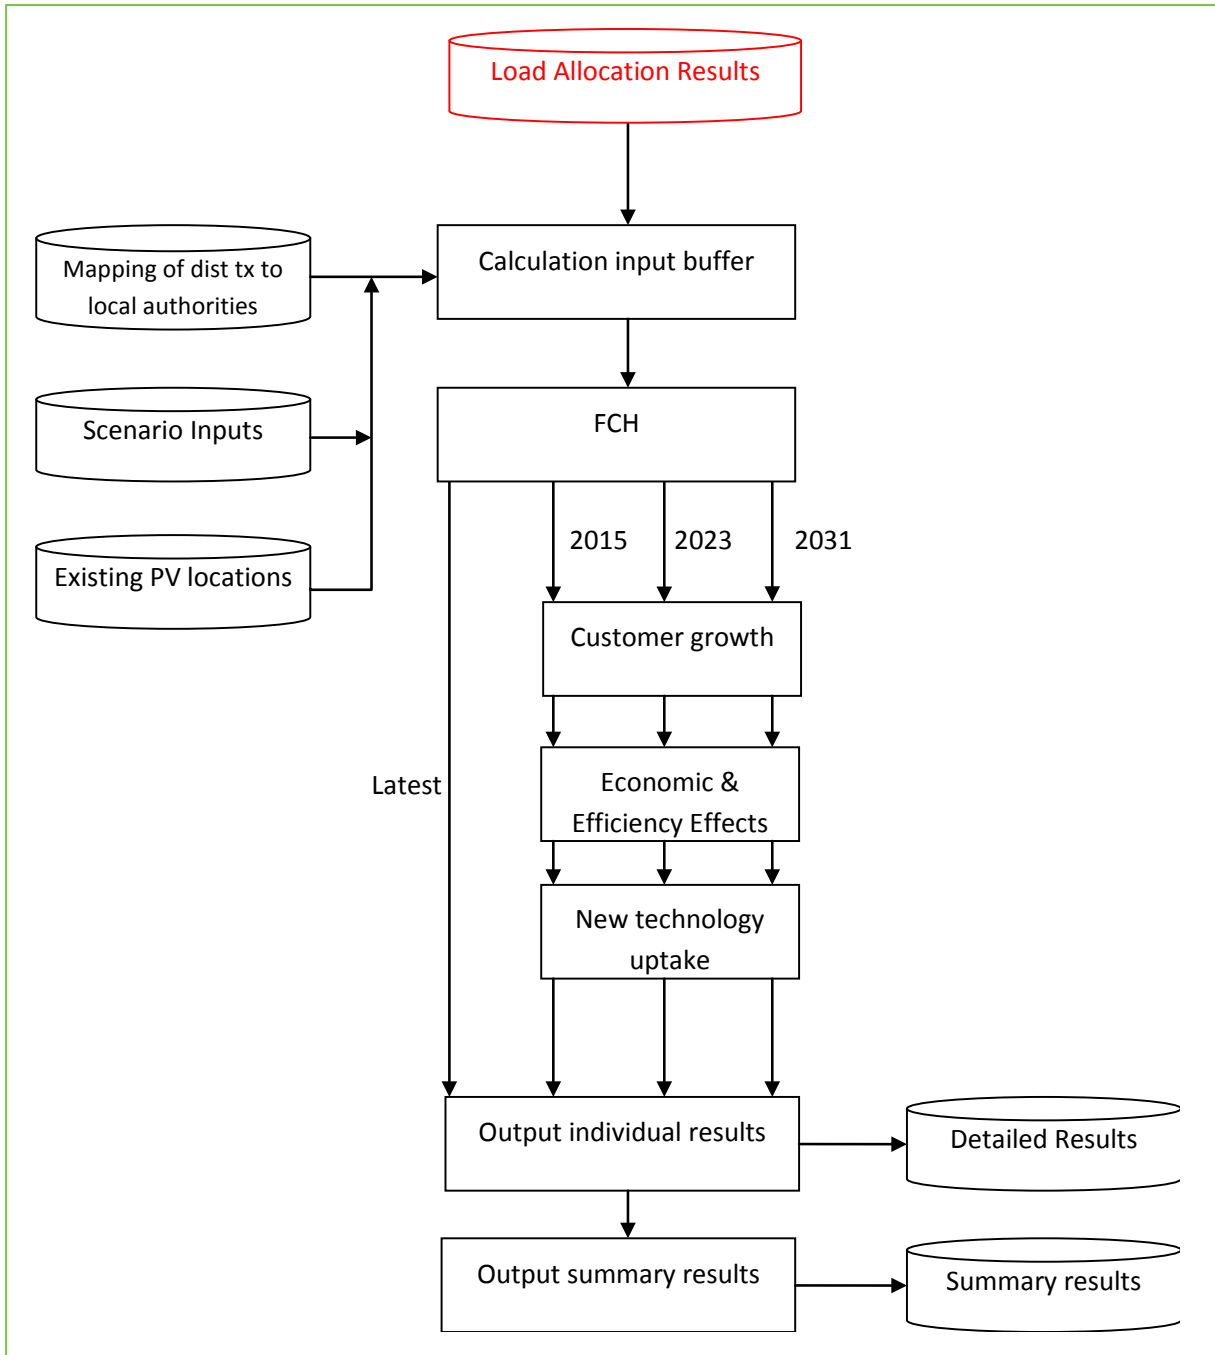 Load Allocation Results
Mapping of dist tx to
local authorities
Calculation input buffer
Scenario Inputs
FCH
Existing PV locations
2015
2023
2031
Customer growth
Latest
Economic &
Efficiency Effects
New technology
uptake
Output individual results
Detailed Results
Output summary results
Summary results